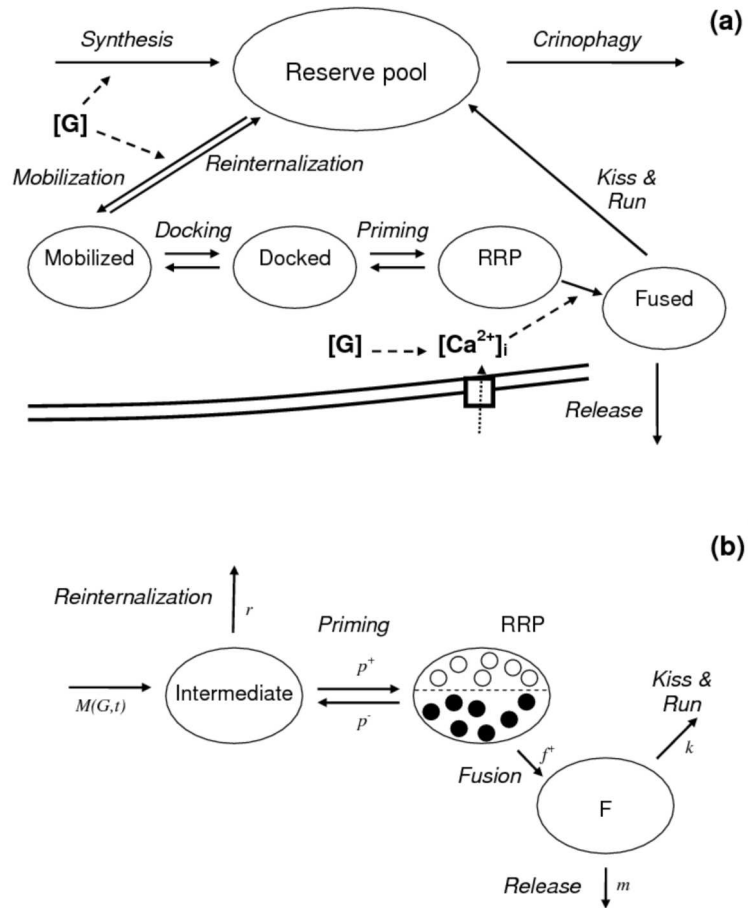 (a)
Synthesis
Crinophagy
Reserve pool
[G]
Mobilization
Reinternalization
Kiss &
Run
Docking
Priming
Mobilized
Docked
RRP
Fused
[G]
[Ca²⁺]ᵢ
Release
(b)
Reinternalization
r
Priming
RRP
M(G,t)
Intermediate
p⁺
p⁻
Kiss &
Run
k
f⁺
Fusion
F
Release
m